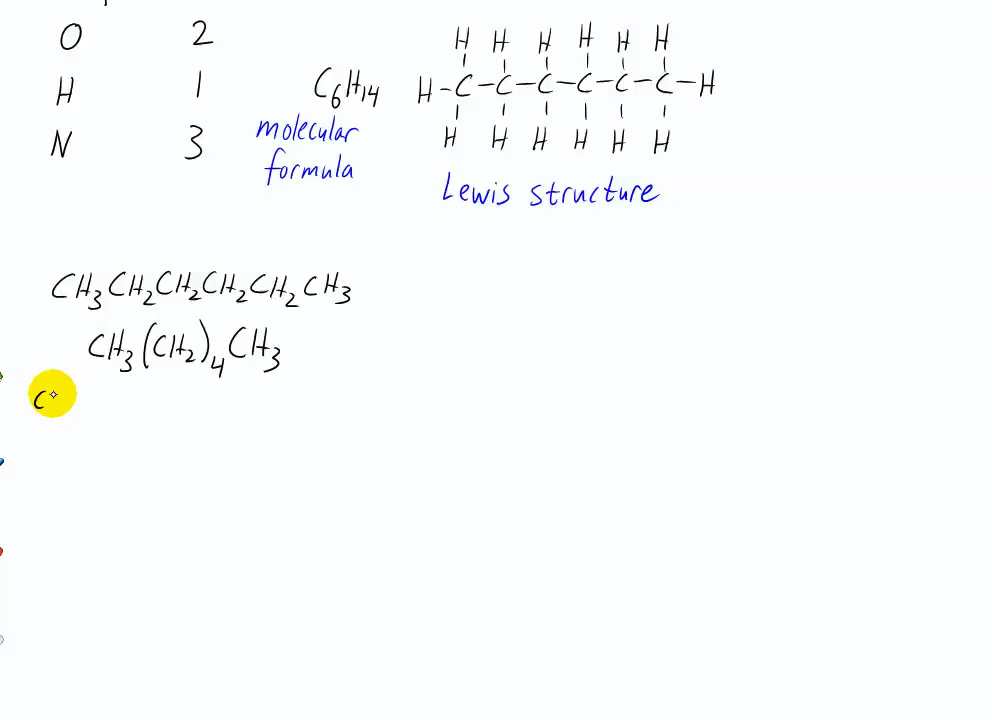 O 2
H 1
N 3
C6H14
molecular
formula
H H H H H H
H-C-C-C-C-C-C-H
H H H H H H
Lewis structure
CH3CH2CH2CH2CH2CH3
CH3(CH2)4CH3
C